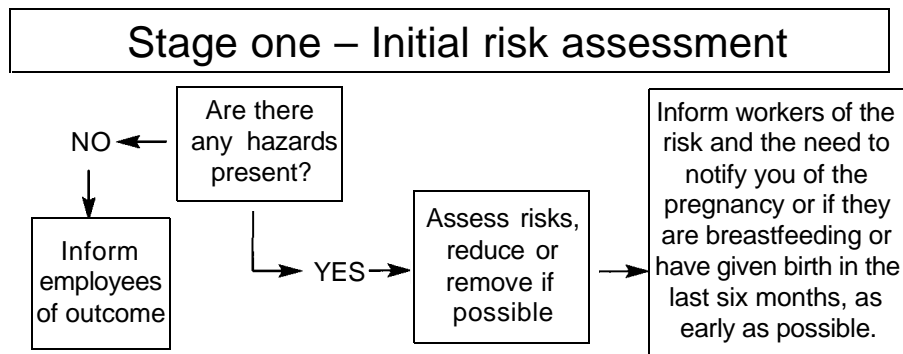 Stage one – Initial risk assessment
Are there
any hazards
present?
NO
Inform
employees
of outcome
YES
Assess risks,
reduce or
remove if
possible
Inform workers of the
risk and the need to
notify you of the
pregnancy or if they
are breastfeeding or
have given birth in the
last six months, as
early as possible.